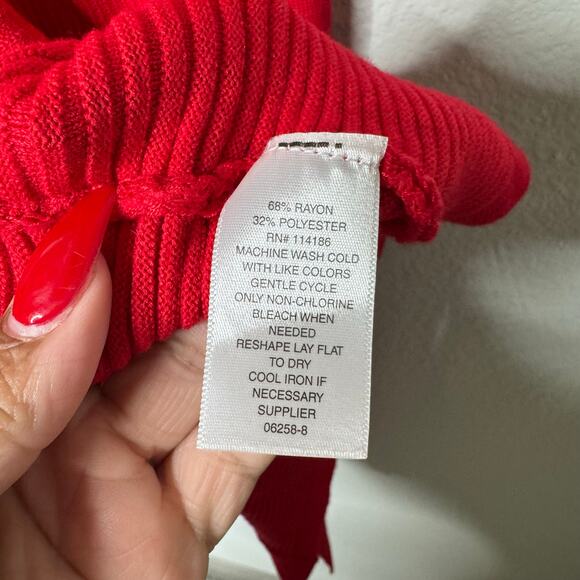 68% RAYON
32% POLYESTER
RN# 114186
MACHINE WASH COLD
WITH LIKE COLORS
GENTLE CYCLE
ONLY NON-CHLORINE
BLEACH WHEN
NEEDED
RESHAPE LAY FLAT
TO DRY
COOL IRON IF
NECESSARY
SUPPLIER
06258-8